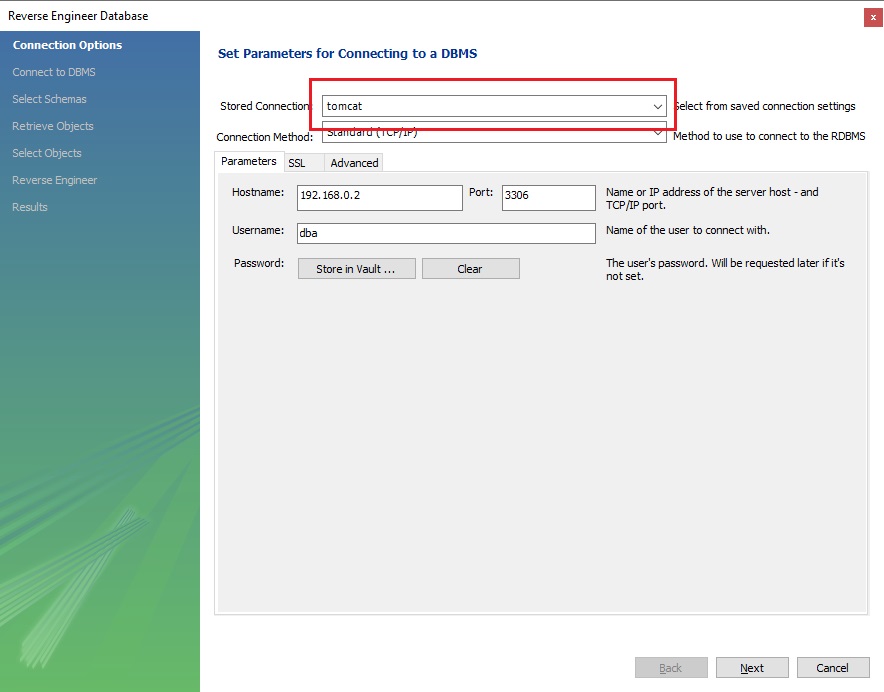 Reverse Engineer Database
x
Connection Options
Connect to DBMS
Select Schemas
Retrieve Objects
Select Objects
Reverse Engineer
Results
Set Parameters for Connecting to a DBMS
Stored Connection: tomcat Select from saved connection settings
Connection Method: Standard (TCP/IP) Method to use to connect to the RDBMS
Parameters SSL Advanced
Hostname: 192.168.0.2 Port: 3306 Name or IP address of the server host - and
TCP/IP port.
Username: dba Name of the user to connect with.
Password: Store in Vault ... Clear The user's password. Will be requested later if it's
not set.
Back Next Cancel